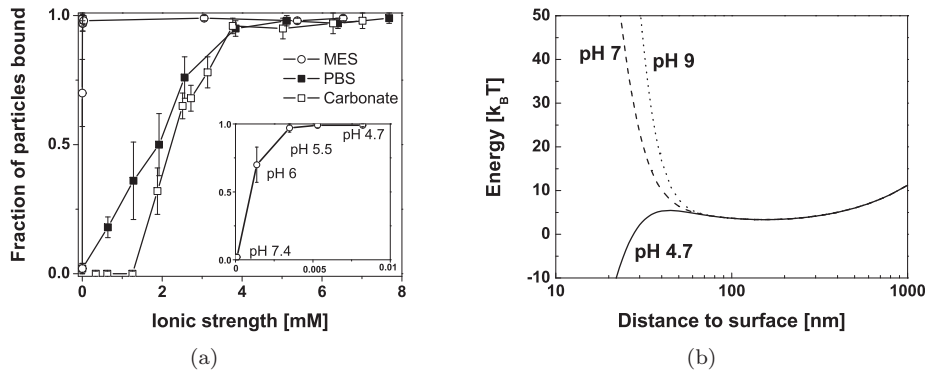 1.0
0.5
0.0
Fraction of particles bound
0 2 4 6 8
Ionic strength [mM]
MES
PBS
Carbonate
1.0
0.5
0.0
0 0.005 0.01
pH 4.7
pH 5.5
pH 6
pH 7.4
(a)
50
40
30
20
10
0
-10
Energy [k_BT]
10 100 1000
Distance to surface [nm]
pH 7
pH 9
pH 4.7
(b)